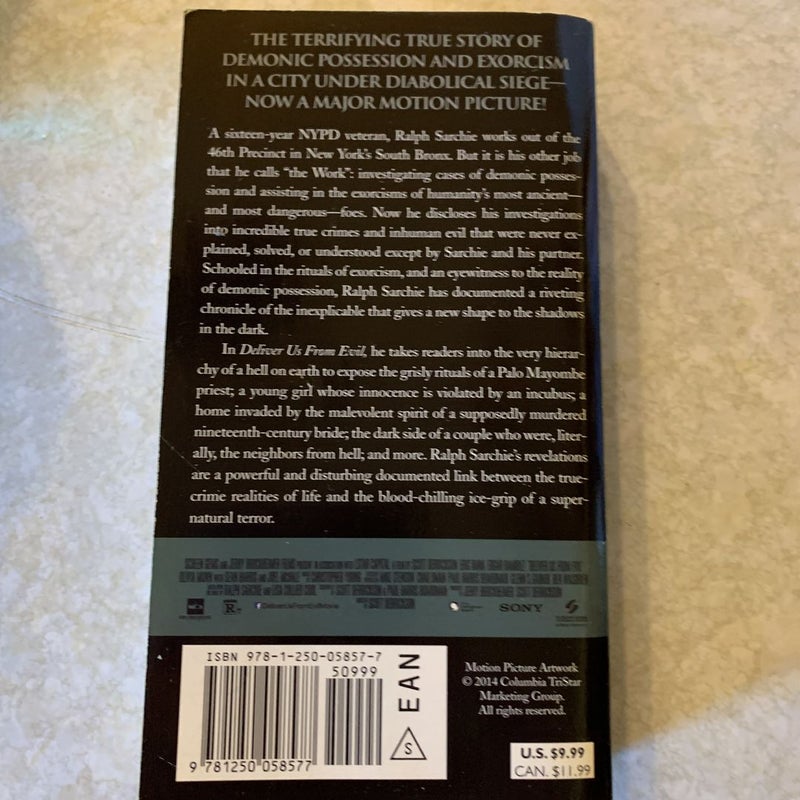 THE TERRIFYING TRUE STORY OF
DEMONIC POSSESSION AND EXORCISM
IN A CITY UNDER DIABOLICAL SIEGE—
NOW A MAJOR MOTION PICTURE!
A sixteen-year NYPD veteran, Ralph Sarchie works out of the
46th Precinct in New York's South Bronx. But it is his other job
that he calls "the Work": investigating cases of demonic posses-
sion and assisting in the exorcisms of humanity's most ancient—
and most dangerous—foes. Now he discloses his investigations
into incredible true crimes and inhuman evil that were never ex-
plained, solved, or understood except by Sarchie and his partner.
Schooled in the rituals of exorcism, and an eyewitness to the reality
of demonic possession, Ralph Sarchie has documented a riveting
chronicle of the inexplicable that gives a new shape to the shadows
in the dark.
In Deliver Us From Evil, he takes readers into the very hierar-
chy of a hell on earth to expose the grisly rituals of a Palo Mayombe
priest; a young girl whose innocence is violated by an incubus; a
home invaded by the malevolent spirit of a supposedly murdered
nineteenth-century bride; the dark side of a couple who were, liter-
ally, the neighbors from hell; and more. Ralph Sarchie's revelations
are a powerful and disturbing documented link between the true-
crime realities of life and the blood-chilling ice-grip of a super-
natural terror.
SCREEN GEMS AND JERRY BRUCKHEIMER FILMS PRESENT
R
SONY
ISBN 978-1-250-05857-7
50999
EAN
S
9 781250 058577
Motion Picture Artwork
© 2014 Columbia TriStar
Marketing Group.
All rights reserved.
U.S. $9.99
CAN. $11.99